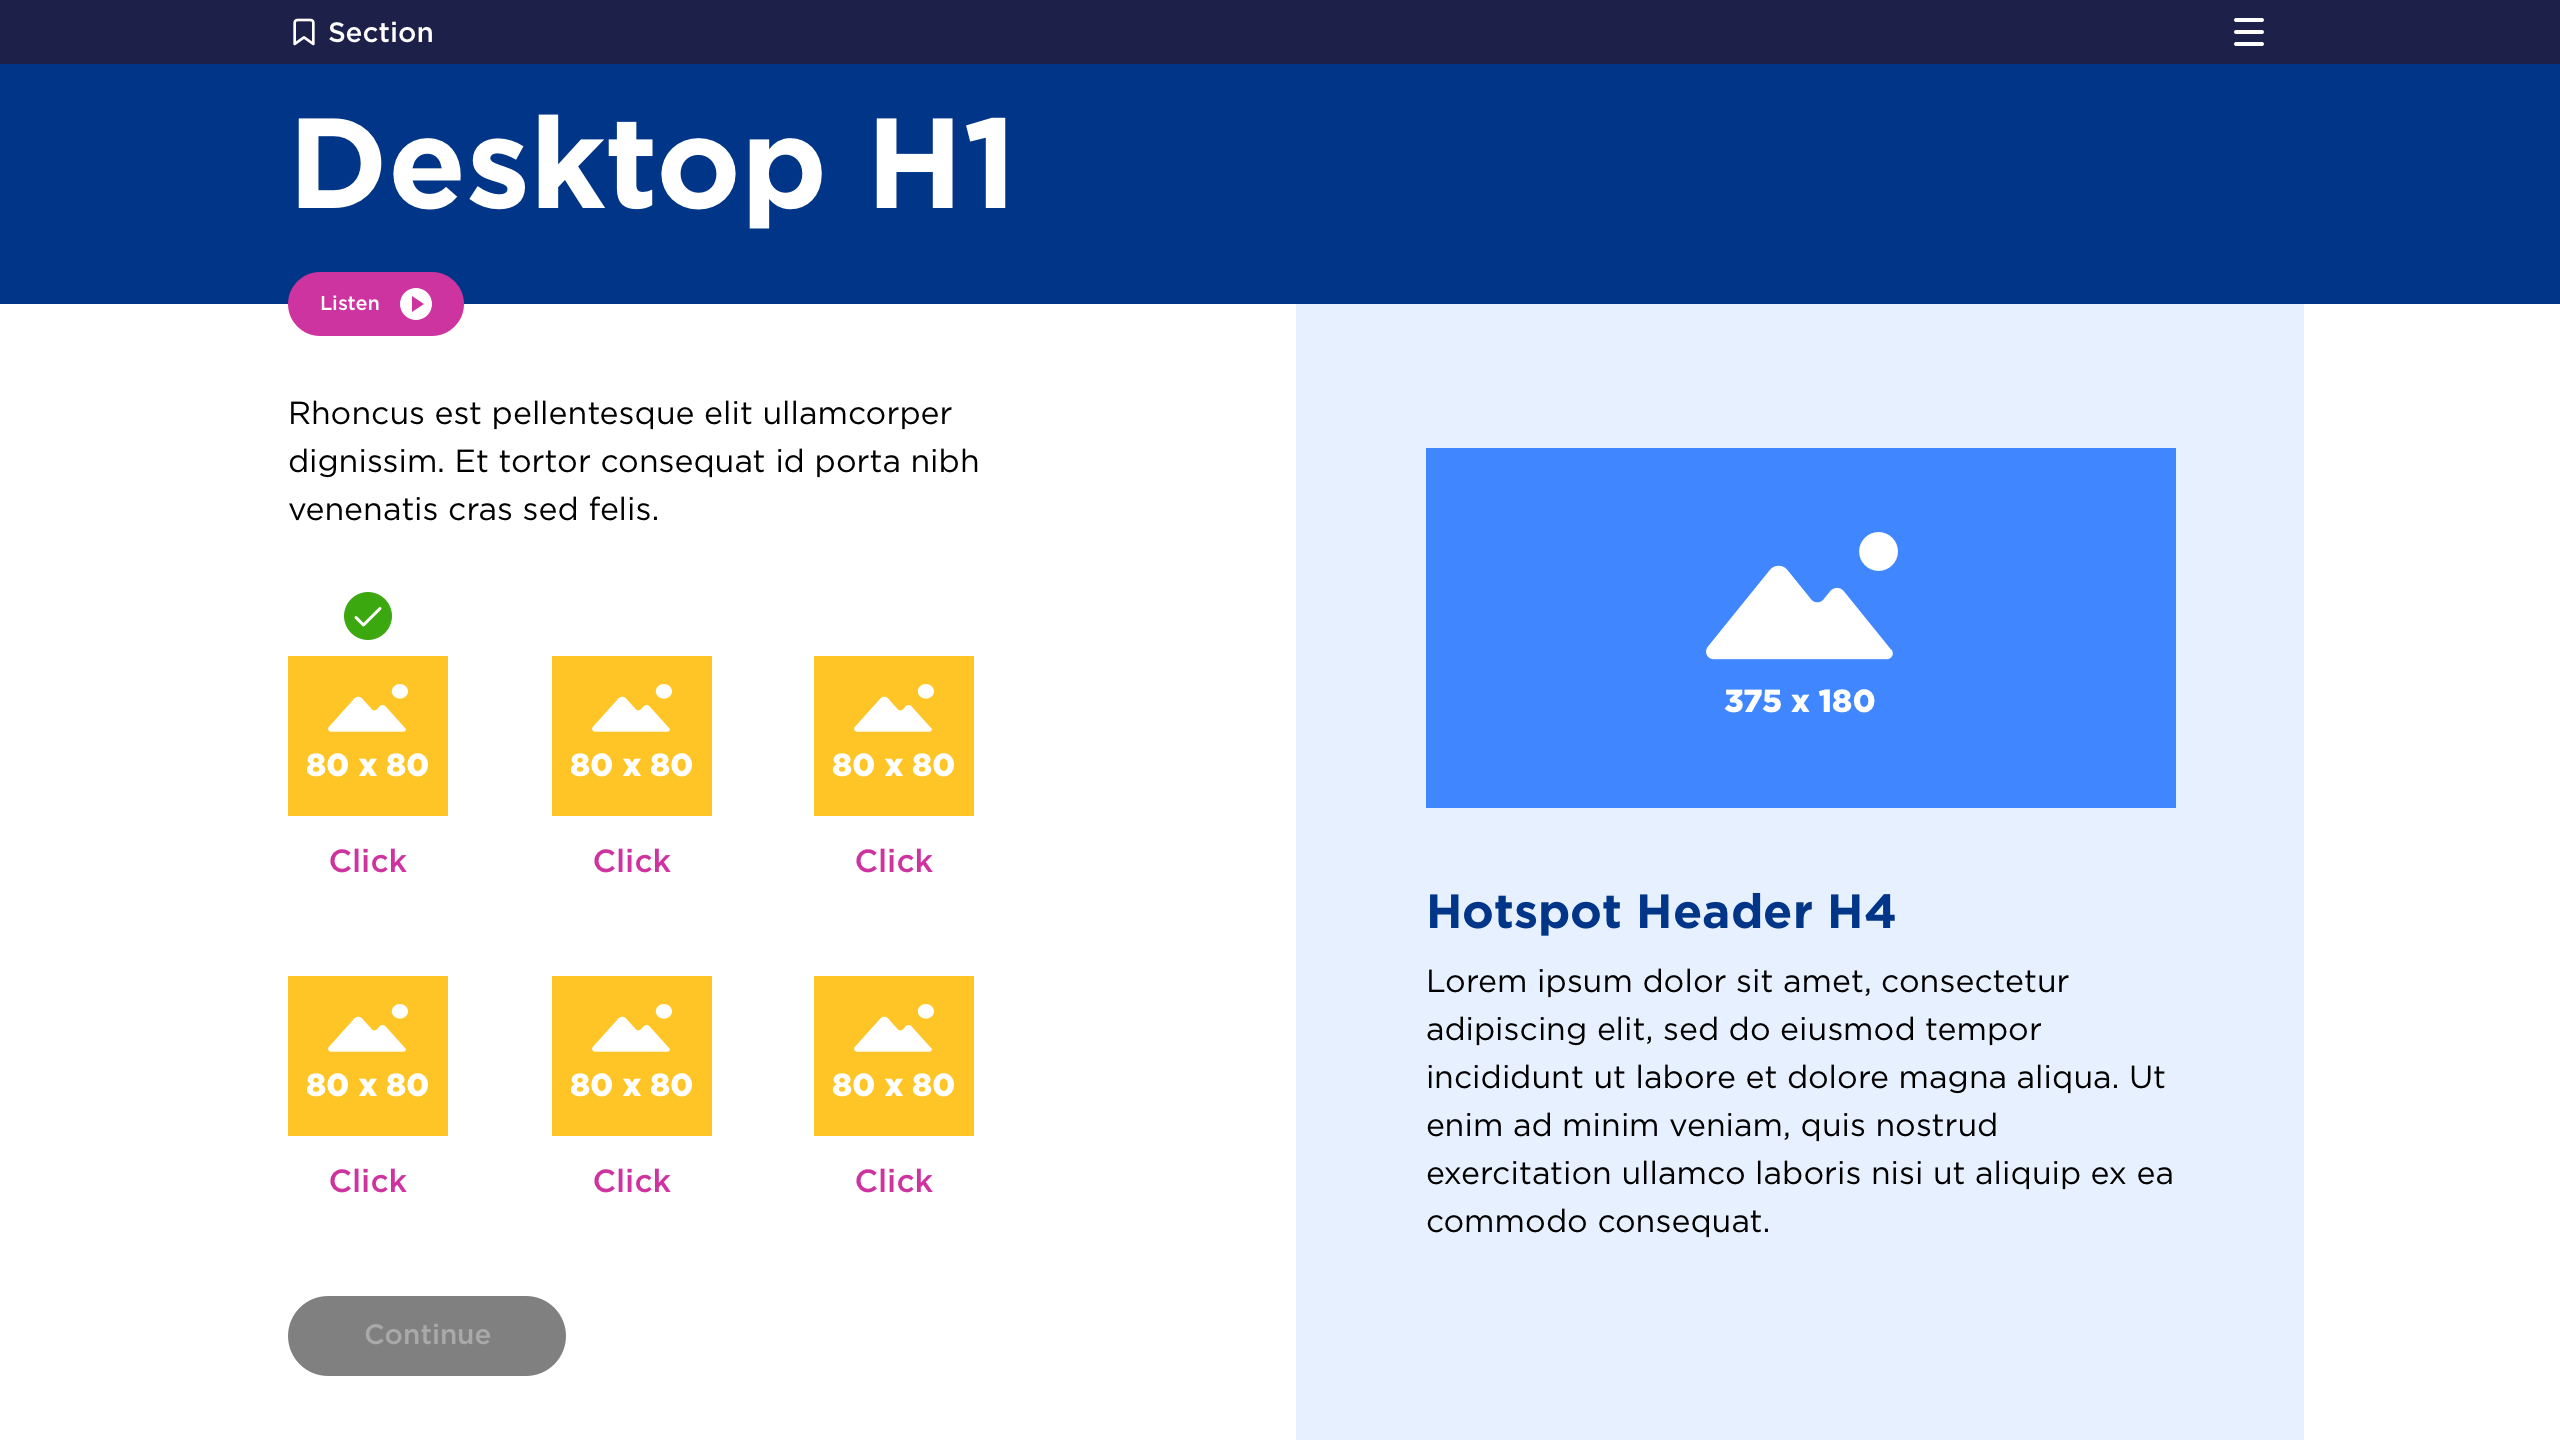 Section
Desktop H1
Listen
Rhoncus est pellentesque elit ullamcorper
dignissim. Et tortor consequat id porta nibh
venenatis cras sed felis.
80 x 80
80 x 80
80 x 80
Click
Click
Click
80 x 80
80 x 80
80 x 80
Click
Click
Click
Continue
375 x 180
Hotspot Header H4
Lorem ipsum dolor sit amet, consectetur
adipiscing elit, sed do eiusmod tempor
incididunt ut labore et dolore magna aliqua. Ut
enim ad minim veniam, quis nostrud
exercitation ullamco laboris nisi ut aliquip ex ea
commodo consequat.